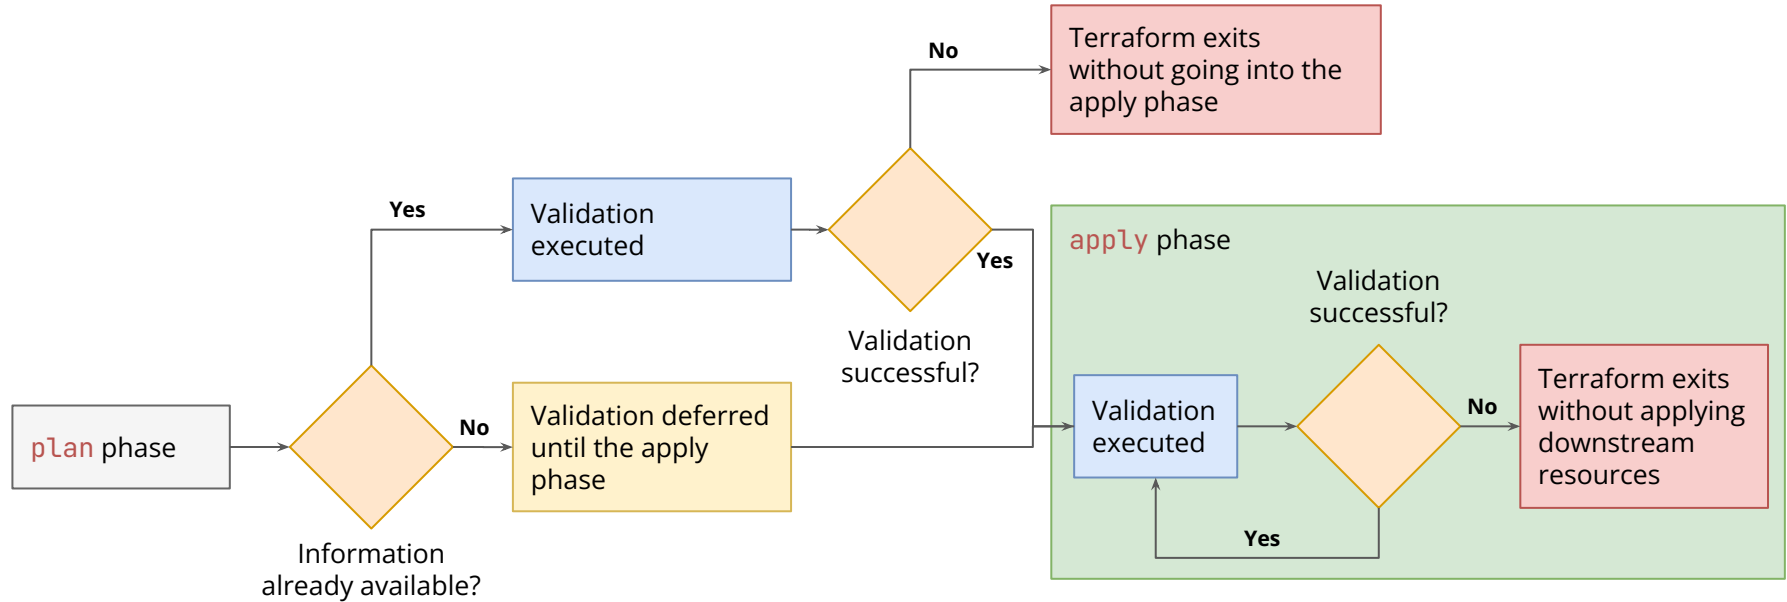 plan phase
Information
already available?
Yes
No
Validation
executed
Validation deferred
until the apply
phase
Validation
successful?
No
Yes
Terraform exits
without going into the
apply phase
apply phase
Validation
executed
Validation
successful?
Yes
No
Terraform exits
without applying
downstream
resources